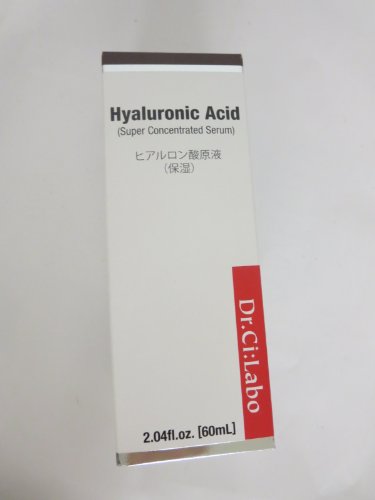 Hyaluronic Acid
(Super Concentrated Serum)
ヒアルロン酸原液
(保湿)
Dr.Ci:Labo
2.04fl.oz. [60mL]